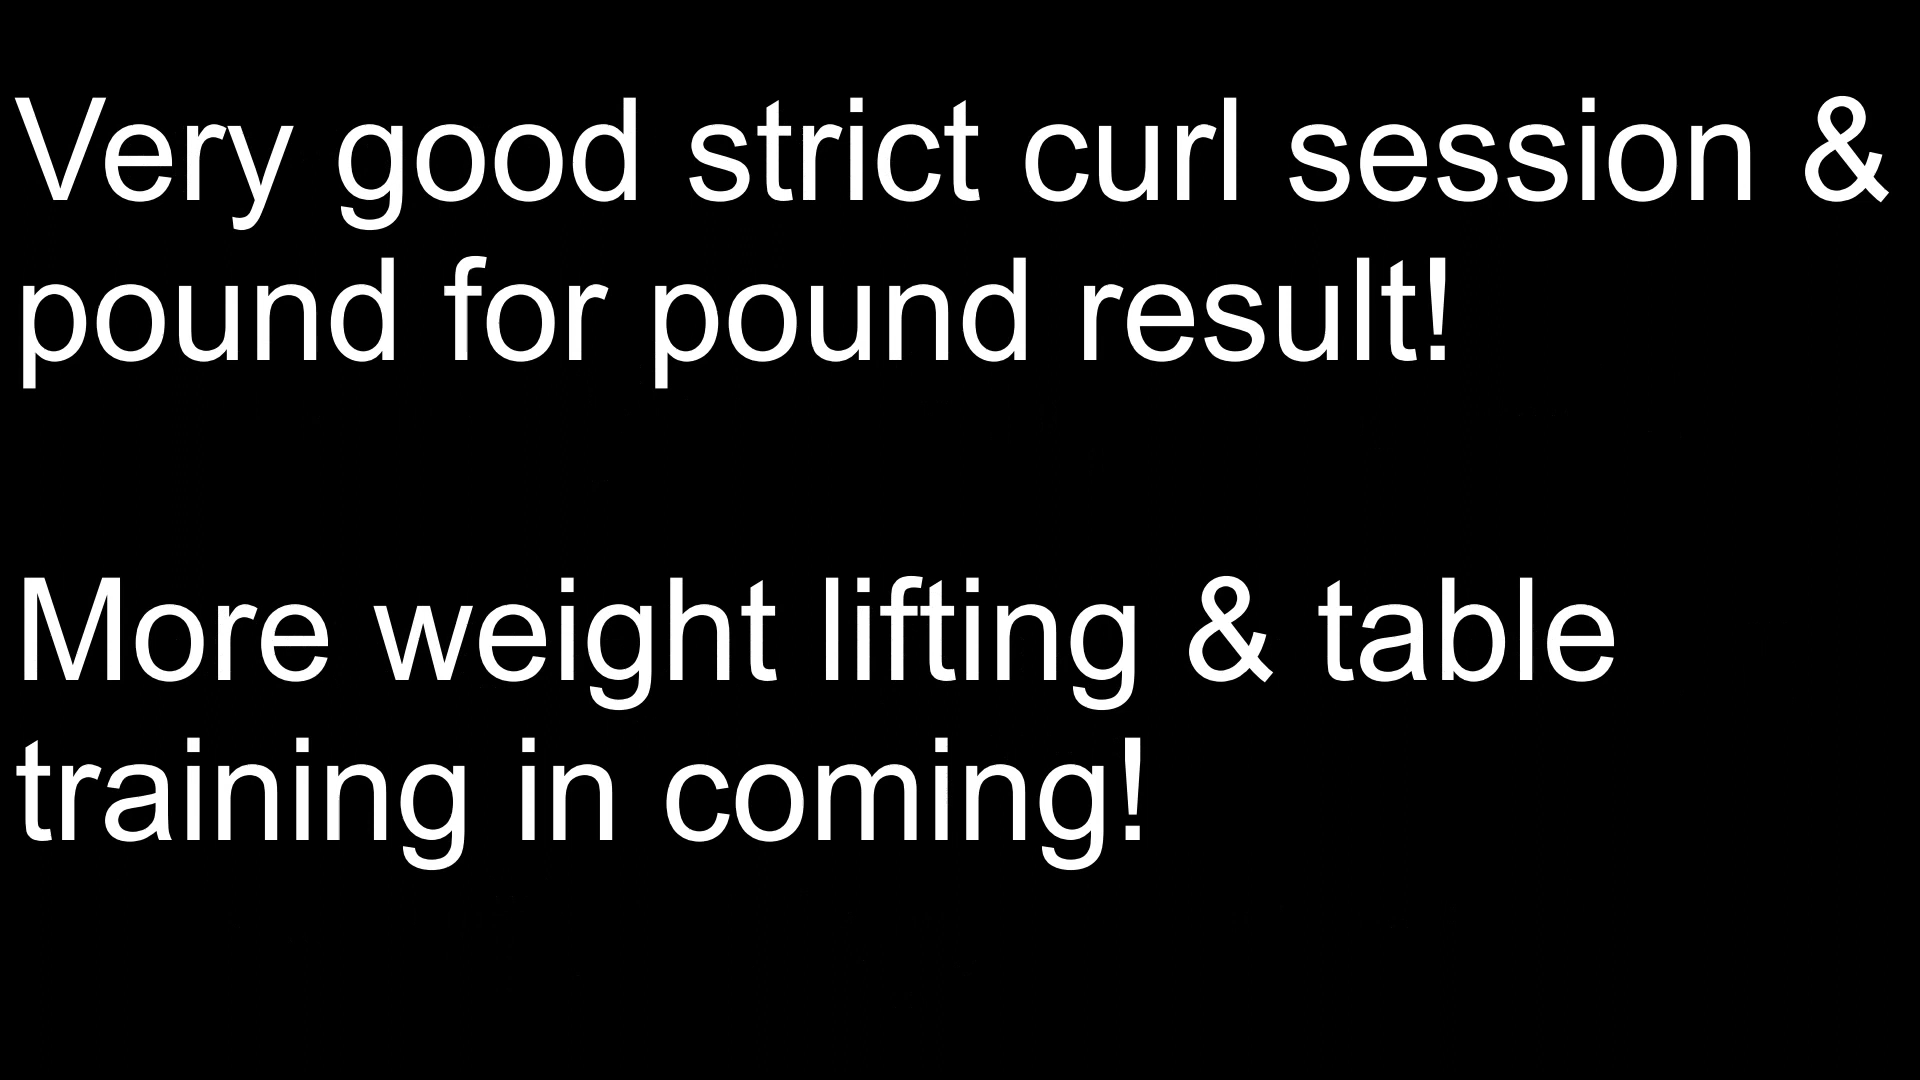 Very good strict curl session &
pound for pound result!
More weight lifting & table
training in coming!